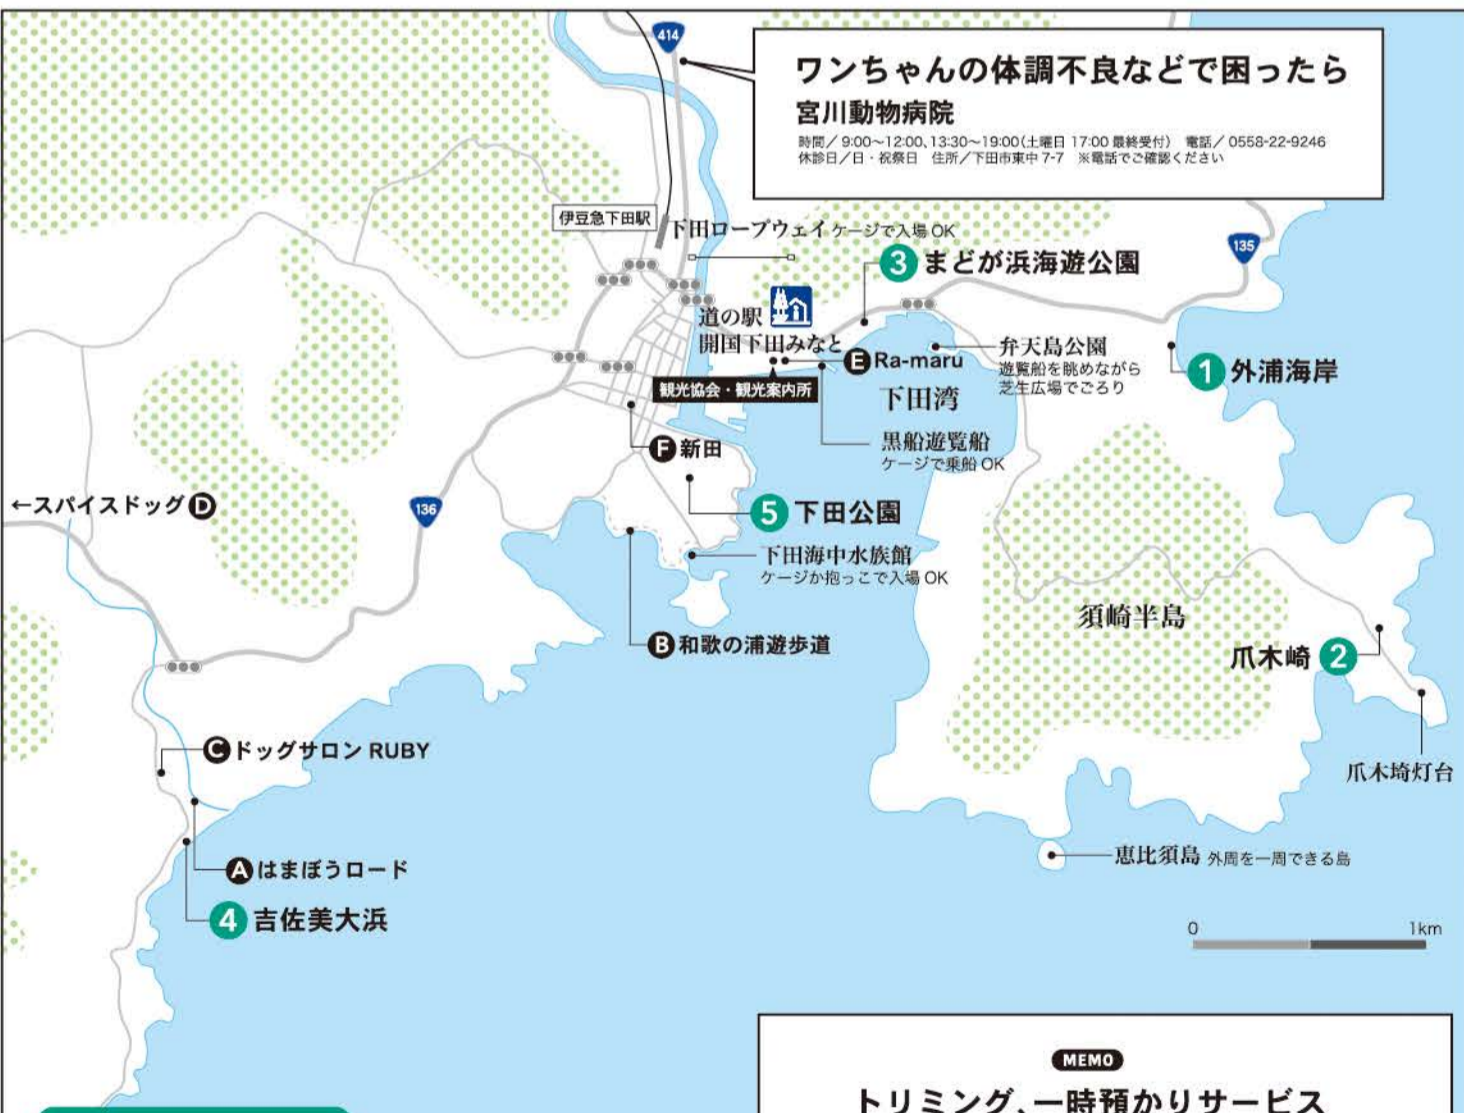 414
ワンちゃんの体調不良などで困ったら
宮川動物病院
時間／9:00〜12:00、13:30〜19:00(土曜日 17:00 最終受付) 電話／0558-22-9246
休診日／日・祝祭日 住所／下田市東中 7-7 ※電話でご確認ください
伊豆急下田駅
下田ロープウェイ ケージで入場 OK
135
3 まどが浜海遊公園
道の駅
開国下田みなと
E Ra-maru
観光協会・観光案内所
弁天島公園
遊覧船を眺めながら
芝生広場でごろり
1 外浦海岸
下田湾
黒船遊覧船
ケージで乗船 OK
F 新田
←スパイスドッグ D
136
5 下田公園
下田海中水族館
ケージか抱っこで入場 OK
須崎半島
B 和歌の浦遊歩道
爪木崎 2
C ドッグサロン RUBY
爪木埼灯台
恵比須島 外周を一周できる島
A はまぼうロード
4 吉佐美大浜
0 1km
MEMO
トリミング、一時預かりサービス